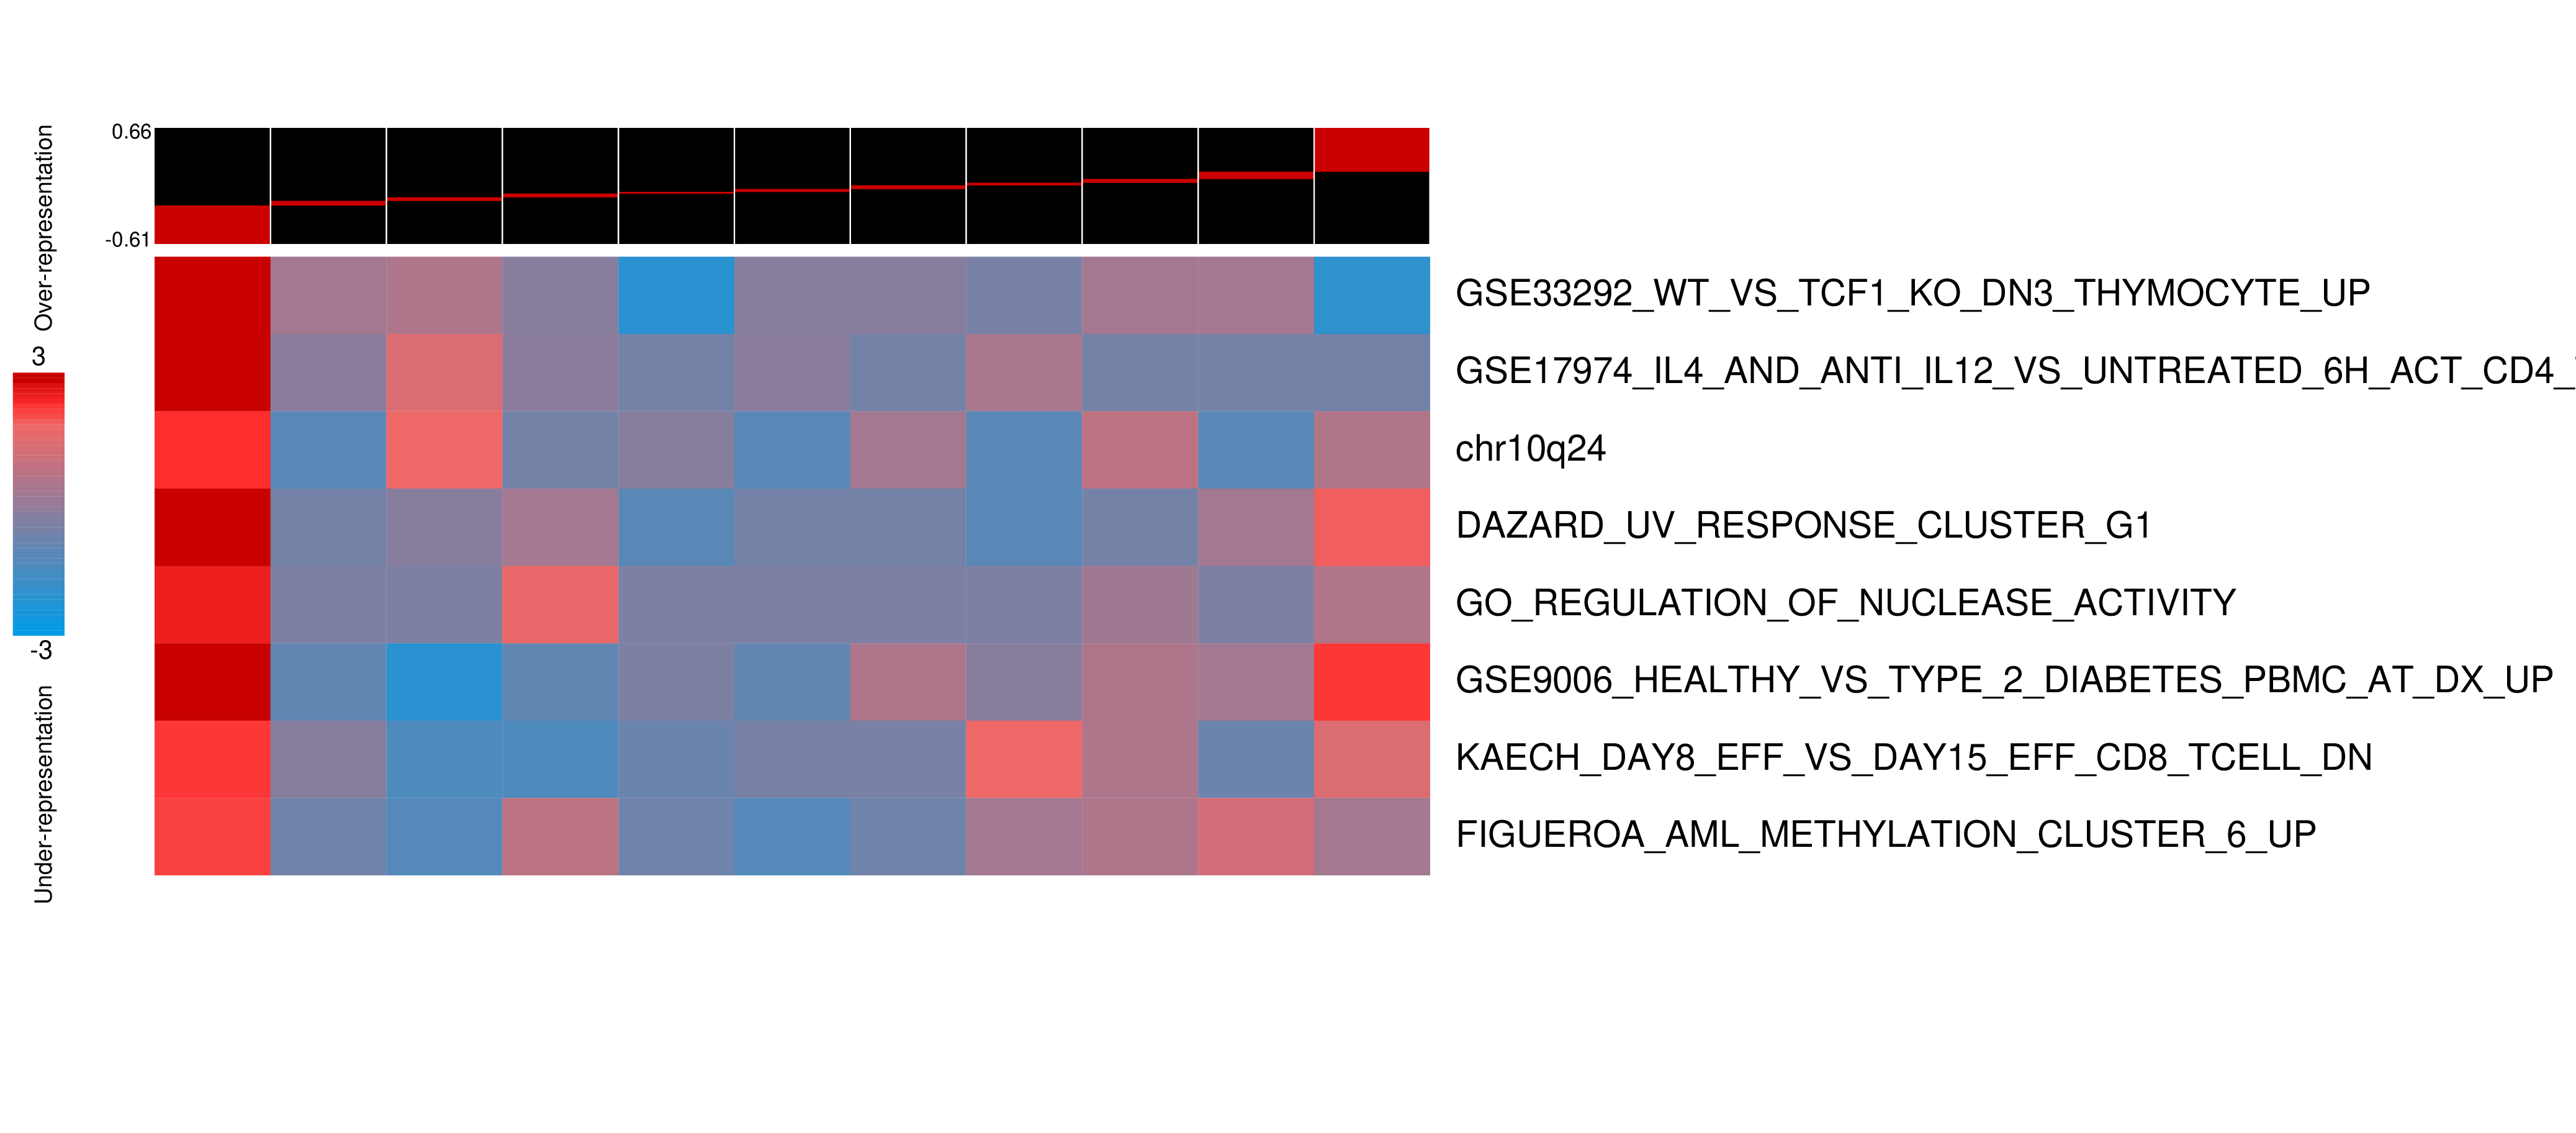 Over-representation
3
-3
Under-representation
0.66
-0.61
GSE33292_WT_VS_TCF1_KO_DN3_THYMOCYTE_UP
GSE17974_IL4_AND_ANTI_IL12_VS_UNTREATED_6H_ACT_CD4_
chr10q24
DAZARD_UV_RESPONSE_CLUSTER_G1
GO_REGULATION_OF_NUCLEASE_ACTIVITY
GSE9006_HEALTHY_VS_TYPE_2_DIABETES_PBMC_AT_DX_UP
KAECH_DAY8_EFF_VS_DAY15_EFF_CD8_TCELL_DN
FIGUEROA_AML_METHYLATION_CLUSTER_6_UP